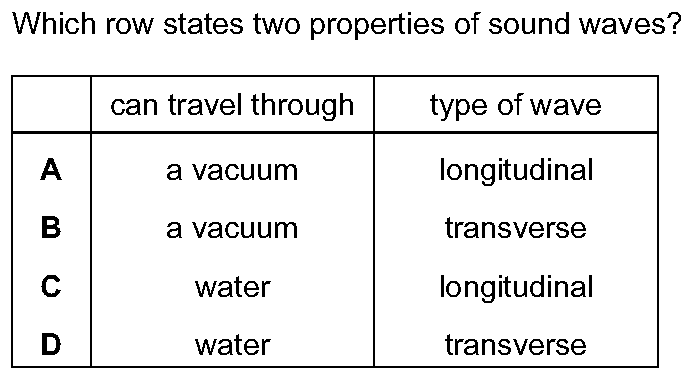 Which row states two properties of sound waves?
can travel through type of wave
A a vacuum longitudinal
B a vacuum transverse
C water longitudinal
D water transverse